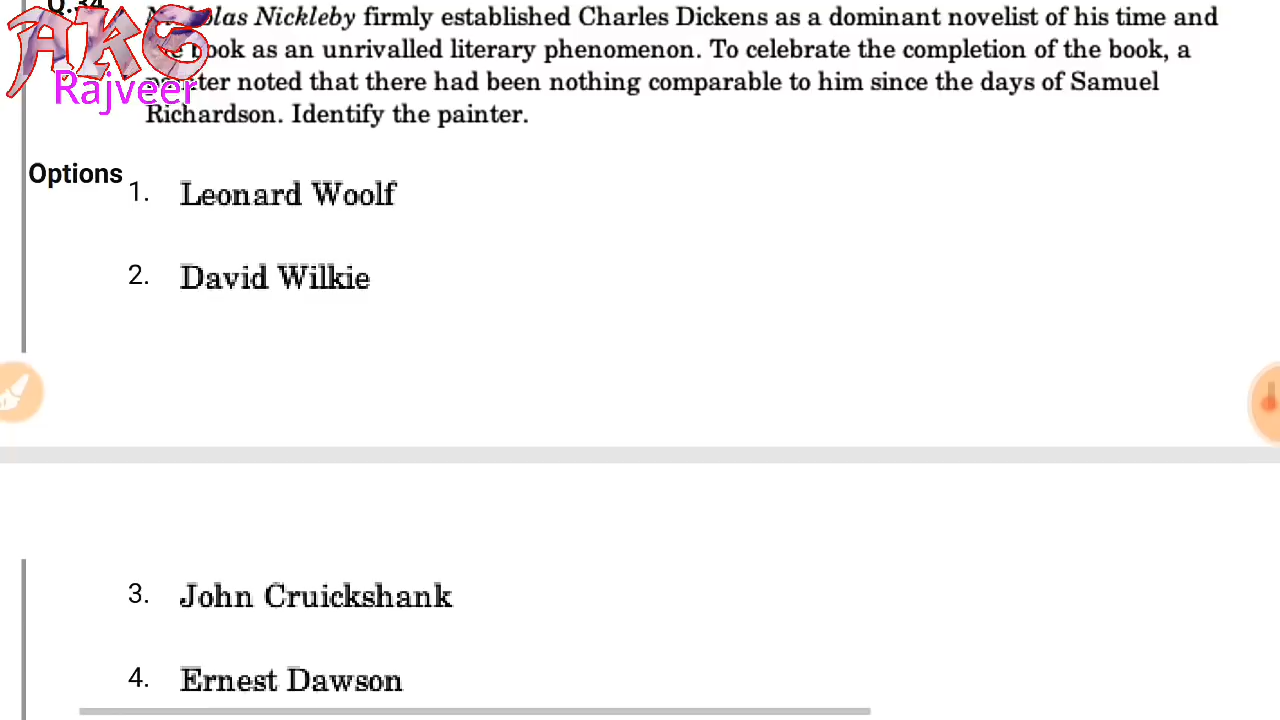 Q.34
Nicholas Nickleby firmly established Charles Dickens as a dominant novelist of his time and
book as an unrivalled literary phenomenon. To celebrate the completion of the book, a
painter noted that there had been nothing comparable to him since the days of Samuel
Richardson. Identify the painter.
AKG
Rajveer
Options
1. Leonard Woolf
2. David Wilkie
3. John Cruickshank
4. Ernest Dawson